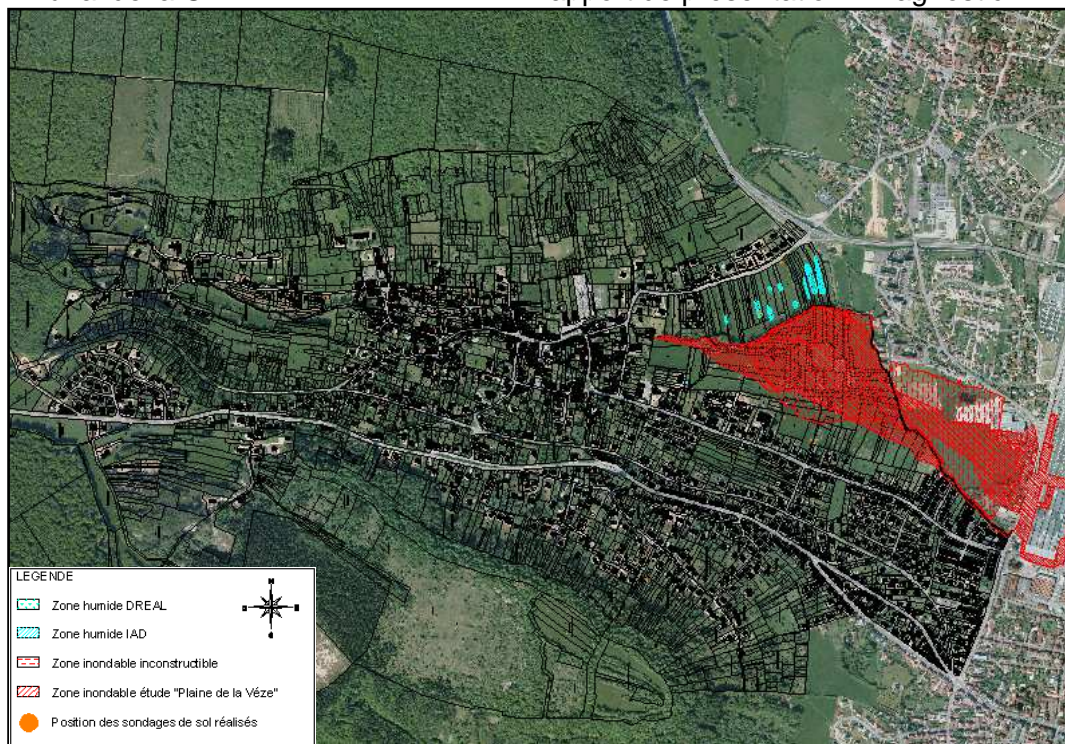 LEGENDE
Zone humide DREAL
Zone humide IAD
Zone inondable inconstructible
Zone inondable étude "Plaine de la Véze"
Position des sondages de sol réalisés